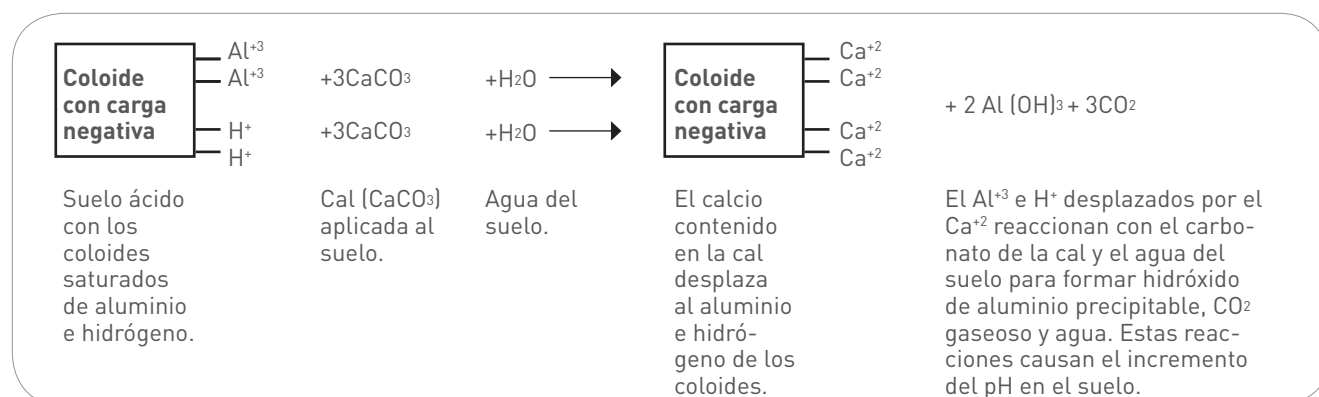 Coloide
con carga
negativa
Al+3
Al+3
H+
H+
+3CaCO3
+3CaCO3
+H2O
+H2O
Coloide
con carga
negativa
Ca+2
Ca+2
Ca+2
Ca+2
+ 2 Al (OH)3 + 3CO2
Suelo ácido
con los
coloides
saturados
de aluminio
e hidrógeno.
Cal (CaCO3)
aplicada al
suelo.
Agua del
suelo.
El calcio
contenido
en la cal
desplaza
al aluminio
e hidró-
geno de los
coloides.
El Al+3 e H+ desplazados por el
Ca+2 reaccionan con el carbo-
nato de la cal y el agua del
suelo para formar hidróxido
de aluminio precipitable, CO2
gaseoso y agua. Estas reac-
ciones causan el incremento
del pH en el suelo.